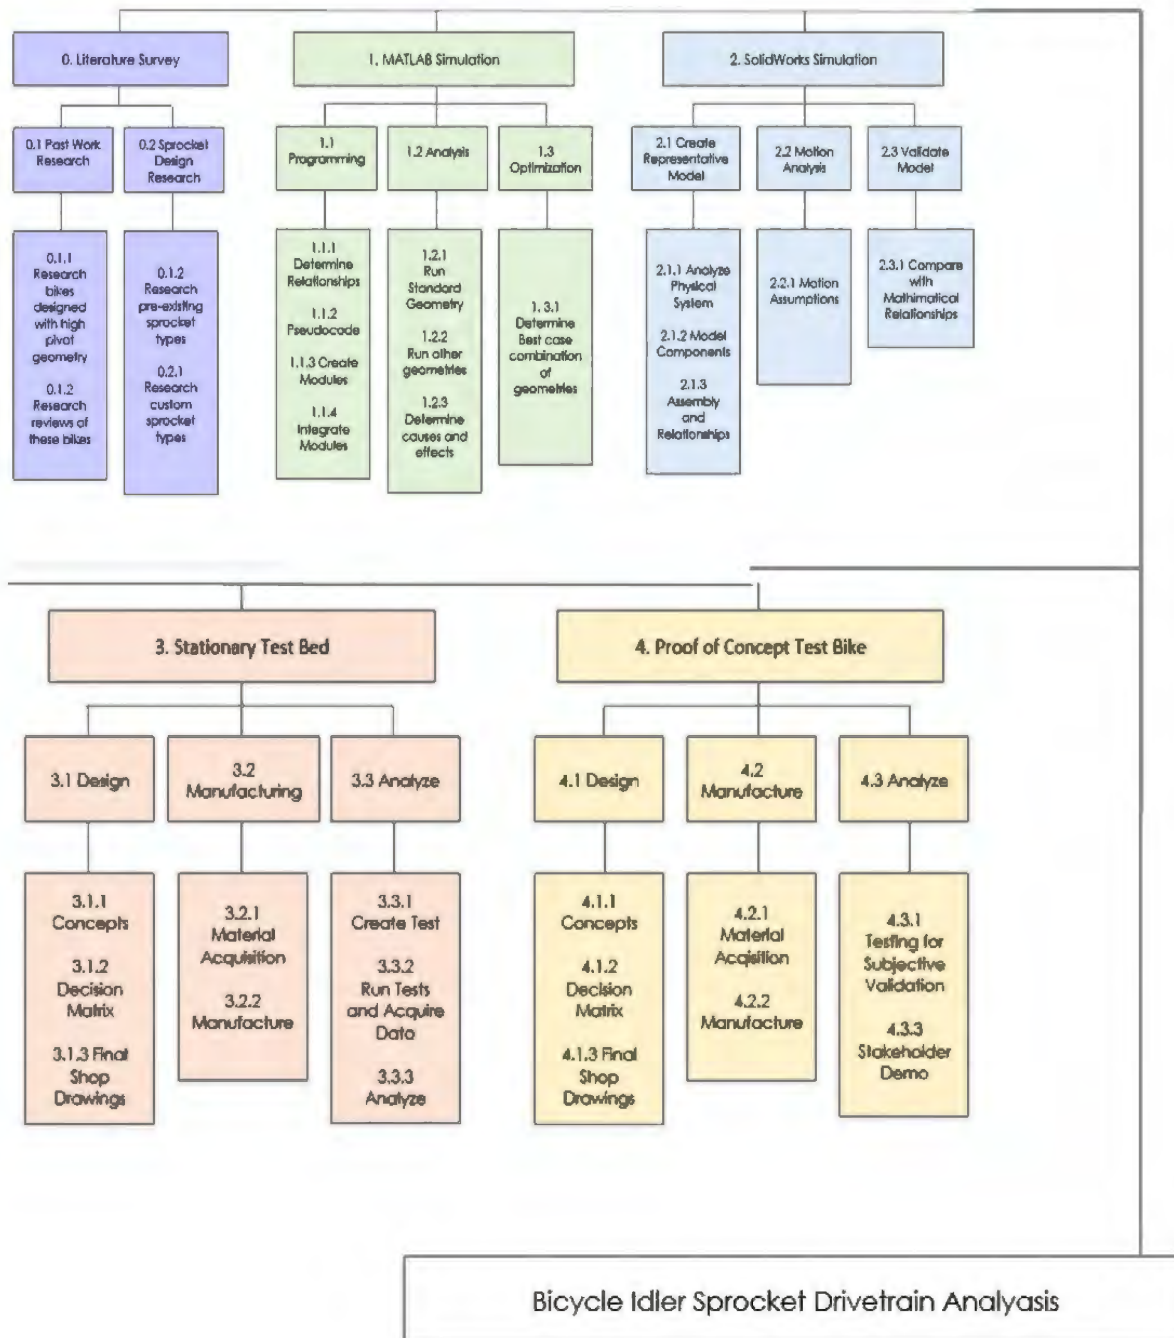 0. Literature Survey
1. MATLAB Simulation
2. SolidWorks Simulation
0.1 Past Work
Research
0.2 Sprocket
Design
Research
1.1
Programming
1.2 Analysis
1.3
Optimization
2.1 Create
Representative
Model
2.2 Motion
Analysis
2.3 Validate
Model
0.1.1
Research
bikes
designed
with high
pivot
geometry
0.1.2
Research
reviews of
these bikes
0.1.2
Research
pre-existing
sprocket
types
0.2.1
Research
custom
sprocket
types
1.1.1
Determine
Relationships
1.1.2
Pseudocode
1.1.3 Create
Modules
1.1.4
Integrate
Modules
1.2.1
Run
Standard
Geometry
1.2.2
Run other
geometries
1.2.3
Determine
causes and
effects
1. 3.1
Determine
Best case
combination
of
geometries
2.1.1 Analyze
Physical
System
2.1.2 Model
Components
2.1.3
Assembly
and
Relationships
2.2.1 Motion
Assumptions
2.3.1 Compare
with
Mathimatical
Relationships
3. Stationary Test Bed
4. Proof of Concept Test Bike
3.1 Design
3.2
Manufacturing
3.3 Analyze
4.1 Design
4.2
Manufacture
4.3 Analyze
3.1.1
Concepts
3.1.2
Decision
Matrix
3.1.3 Final
Shop
Drawings
3.2.1
Material
Acquisition
3.2.2
Manufacture
3.3.1
Create Test
3.3.2
Run Tests
and Acquire
Data
3.3.3
Analyze
4.1.1
Concepts
4.1.2
Decision
Matrix
4.1.3 Final
Shop
Drawings
4.2.1
Material
Acqisition
4.2.2
Manufacture
4.3.1
Testing for
Subjective
Validation
4.3.3
Stakeholder
Demo
Bicycle Idler Sprocket Drivetrain Analyasis